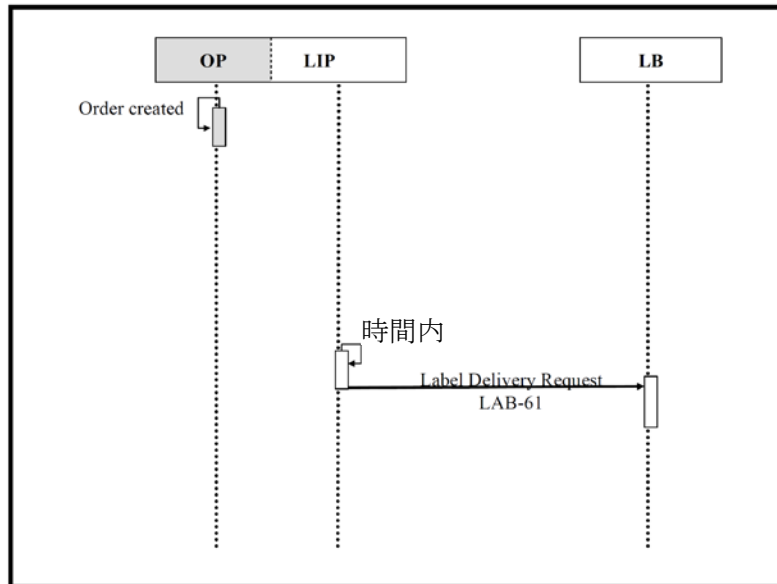 OP
LIP
LB
Order created
時間内
Label Delivery Request
LAB-61